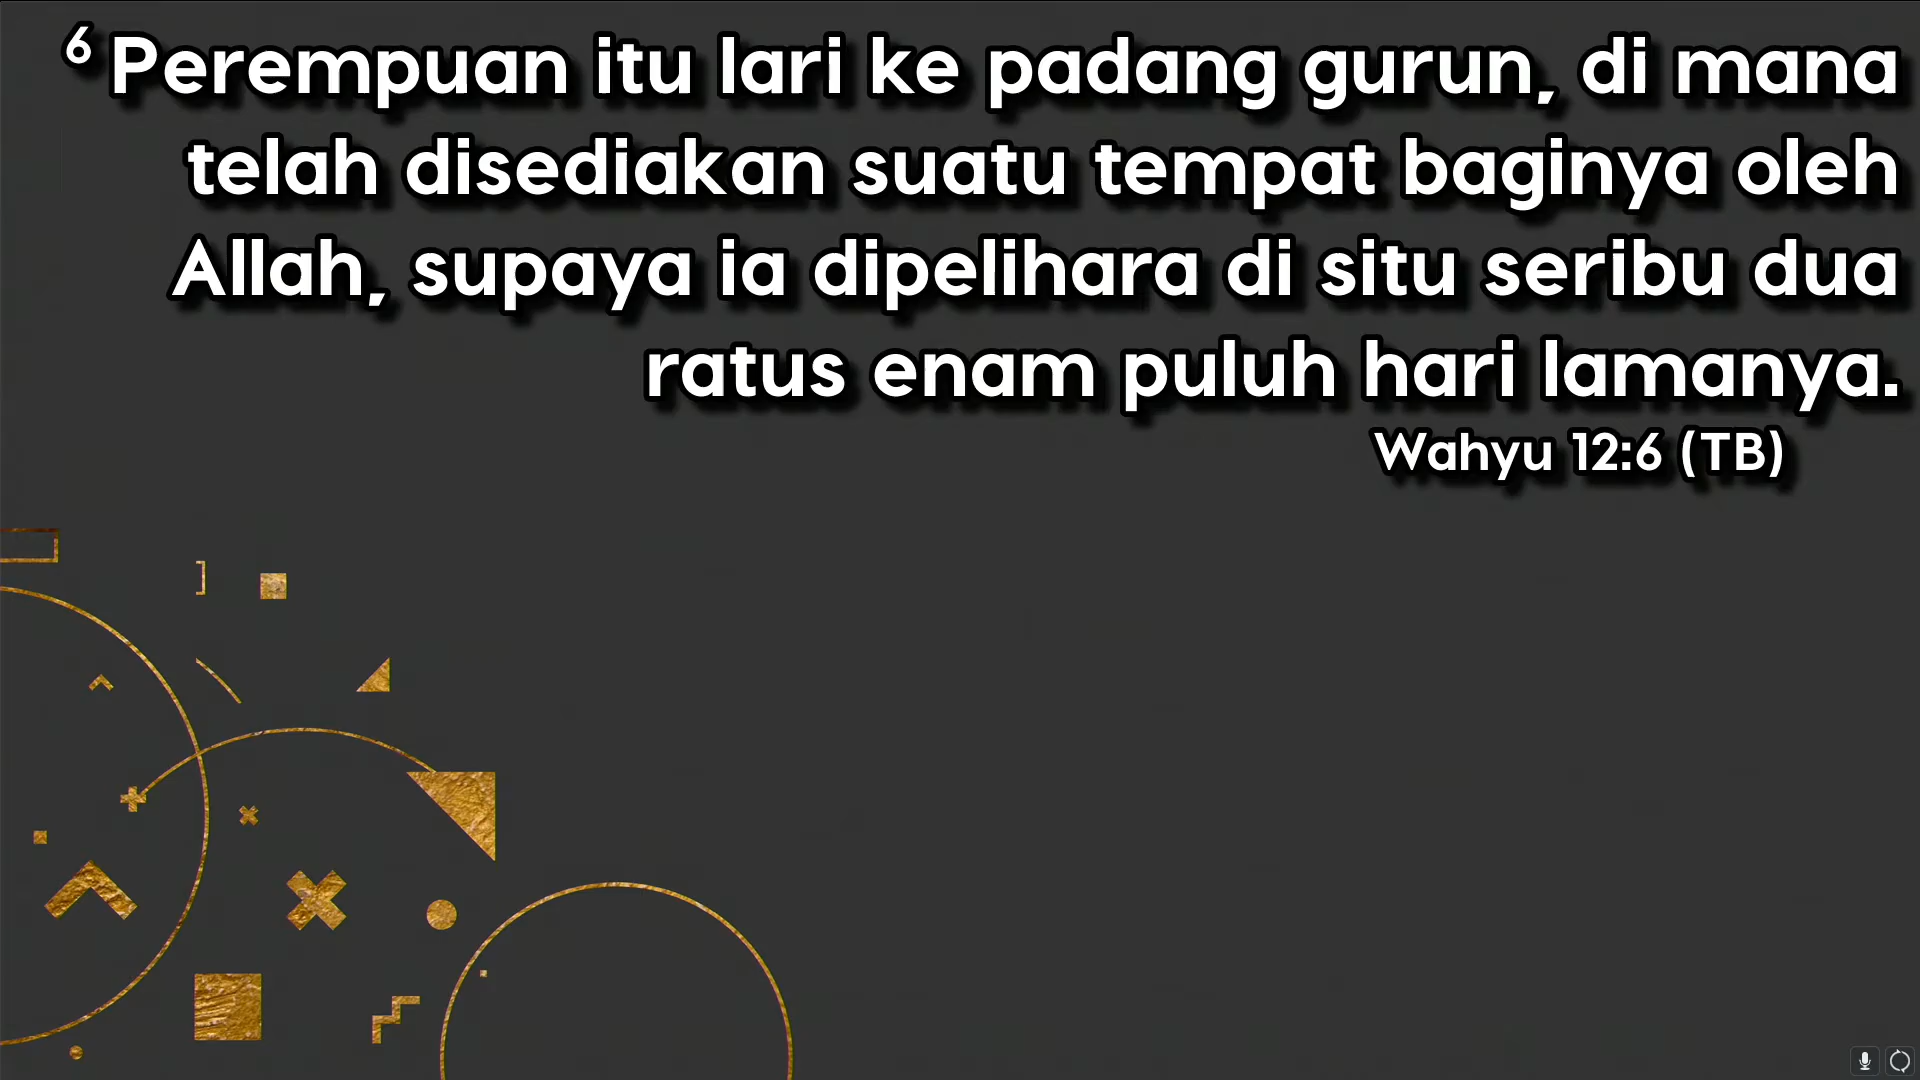 6 Perempuan itu lari ke padang gurun, di mana
telah disediakan suatu tempat baginya oleh
Allah, supaya ia dipelihara di situ seribu dua
ratus enam puluh hari lamanya.
Wahyu 12:6 (TB)